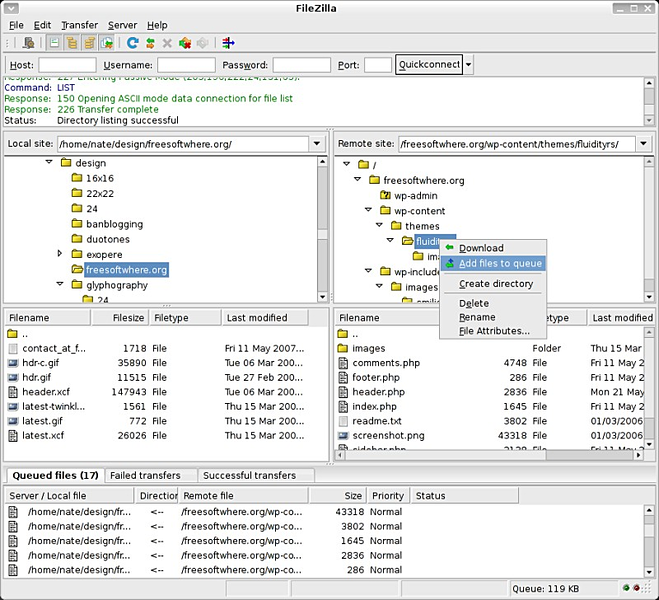 FileZilla
File Edit Transfer Server Help
Host: Username: Password: Port: Quickconnect
Response: 227 Entering Passive Mode
Command: LIST
Response: 150 Opening ASCII mode data connection for file list
Response: 226 Transfer complete
Status: Directory listing successful
Local site: /home/nate/design/freesoftwhere.org/
design
16x16
22x22
24
banblogging
duotones
exopere
freesoftwhere.org
glyphography
24
Remote site: /freesoftwhere.org/wp-content/themes/fluidityrs/
/
freesoftwhere.org
wp-admin
wp-content
themes
fluidity
ima
wp-include
images
smilie
Download
Add files to queue
Create directory
Delete
Rename
File Attributes...
Filename Filesize Filetype Last modified
..
contact_at_f... 1718 File Fri 11 May 2007...
hdr-c.gif 35890 File Tue 06 Mar 200...
hdr.gif 11515 File Tue 27 Feb 200...
header.xcf 147943 File Tue 06 Mar 200...
latest-twinkl... 1561 File Thu 15 Mar 200...
latest.gif 772 File Thu 15 Mar 200...
latest.xcf 26026 File Thu 15 Mar 200...
Filename etype Last modified
..
images Folder Thu 15 Mar
comments.php 4748 File Fri 11 May 2
footer.php 286 File Fri 11 May 2
header.php 2836 File Mon 21 May
index.php 1645 File Fri 11 May 2
readme.txt 3802 File 01/03/2006
screenshot.png 43318 File 01/03/2006
sidebar.php 2128 File Fri 11 May 2
Queued files (17) Failed transfers Successful transfers
Server / Local file Direction Remote file Size Priority Status
/home/nate/design/fr... <-- /freesoftwhere.org/wp-co... 43318 Normal
/home/nate/design/fr... <-- /freesoftwhere.org/wp-co... 3802 Normal
/home/nate/design/fr... <-- /freesoftwhere.org/wp-co... 1645 Normal
/home/nate/design/fr... <-- /freesoftwhere.org/wp-co... 2836 Normal
/home/nate/design/fr... <-- /freesoftwhere.org/wp-co... 286 Normal
Queue: 119 KB